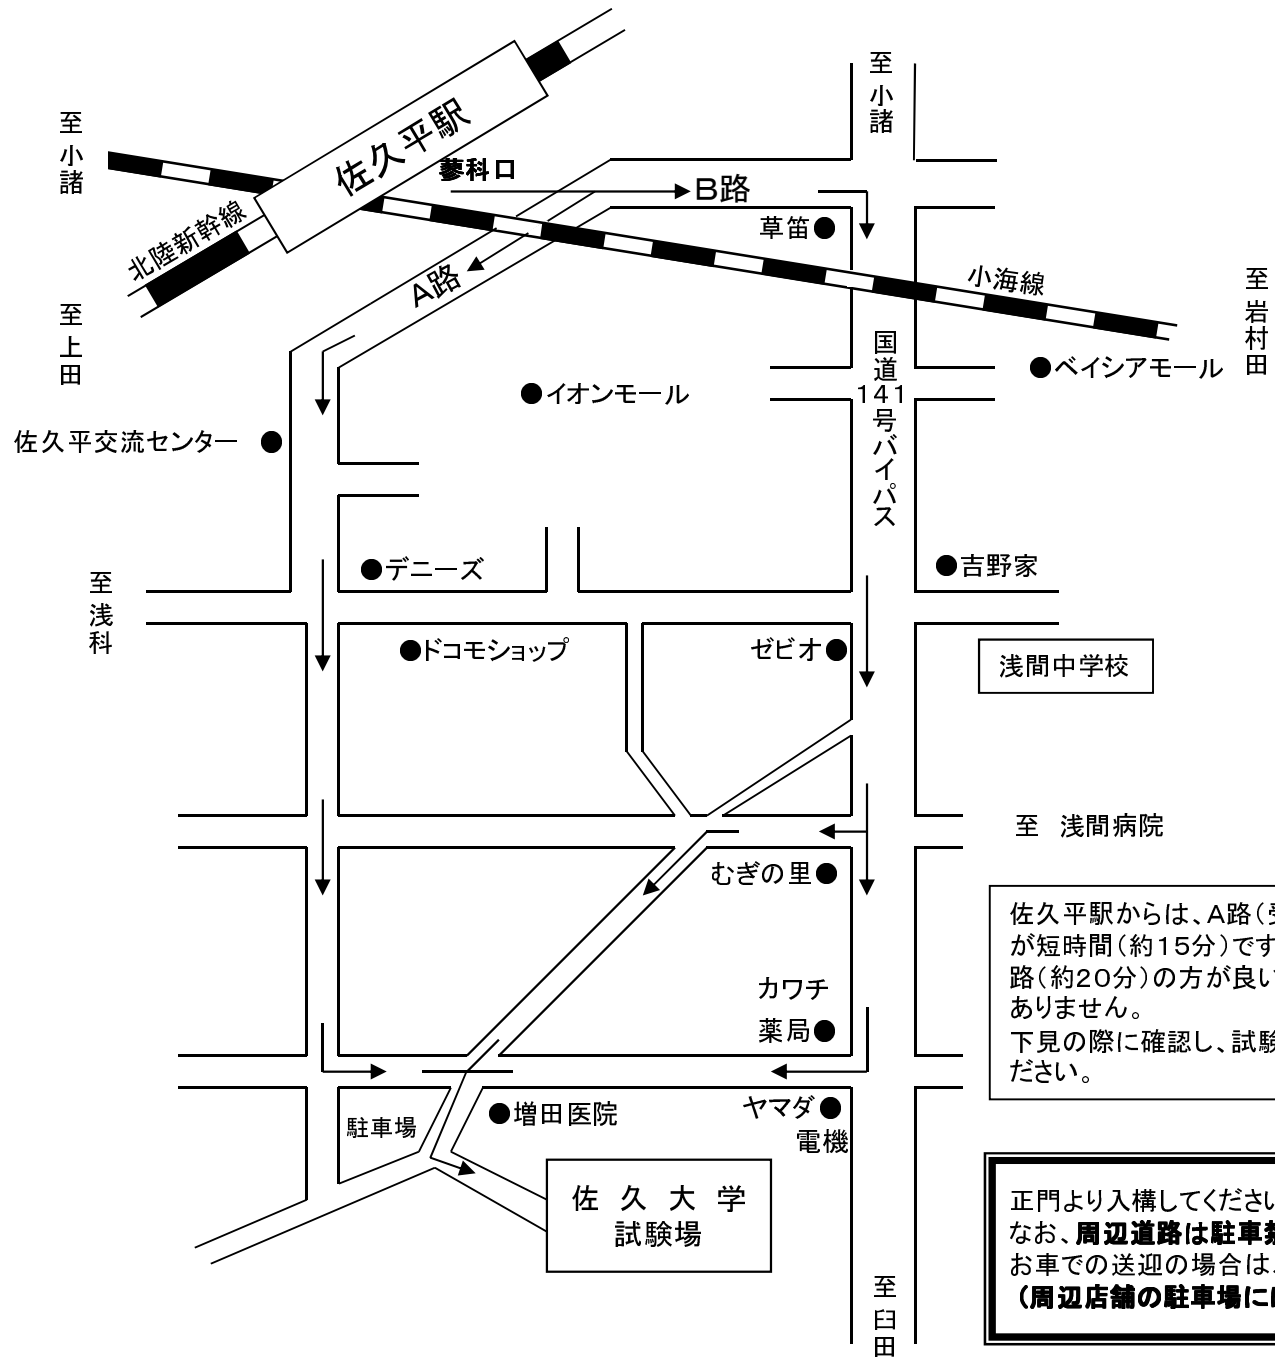 至小諸
至小諸
佐久平駅
蓼科口
B路
草笛
北陸新幹線
A路
小海線
至上田
至岩村田
国道141号バイパス
ベイシアモール
イオンモール
佐久平交流センター
デニーズ
吉野家
至浅科
ドコモショップ
ゼビオ
浅間中学校
至 浅間病院
むぎの里
佐久平駅からは、A路(
が短時間(約15分)です
路(約20分)の方が良い
ありません。
下見の際に確認し、試験
ださい。
カワチ
薬局
増田医院
ヤマダ
電機
駐車場
佐久大学
試験場
正門より入構してください
なお、周辺道路は駐車禁
お車での送迎の場合は、
(周辺店舗の駐車場に
至臼田